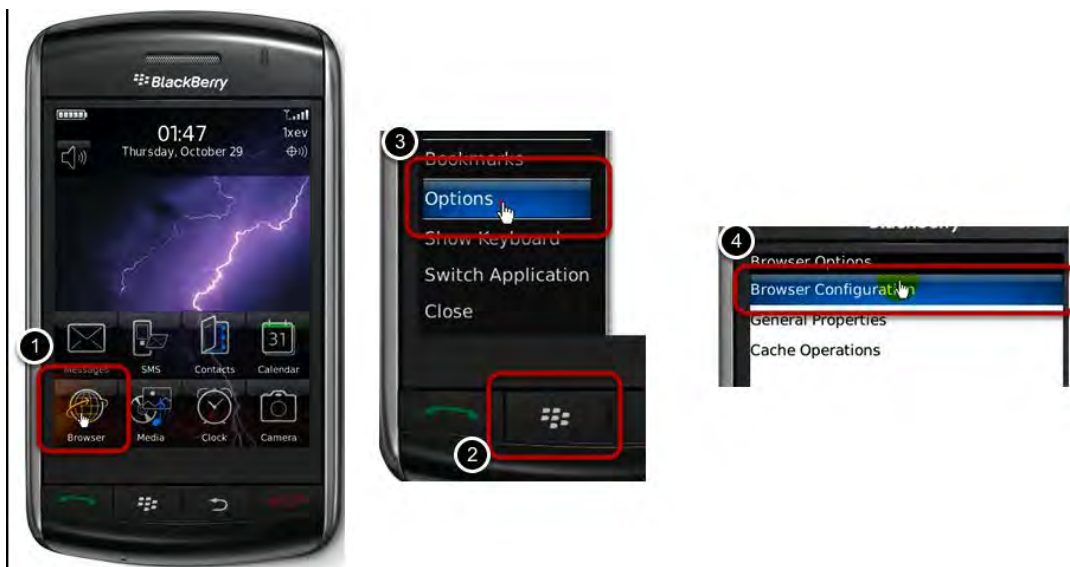 BlackBerry
01:47
1xev
Thursday, October 29
31
Messages
SMS
Contacts
Calendar
Browser
Media
Clock
Camera
1
3
Bookmarks
Options
Show Keyboard
Switch Application
Close
2
4
BlackBerry
Browser Options
Browser Configuration
General Properties
Cache Operations